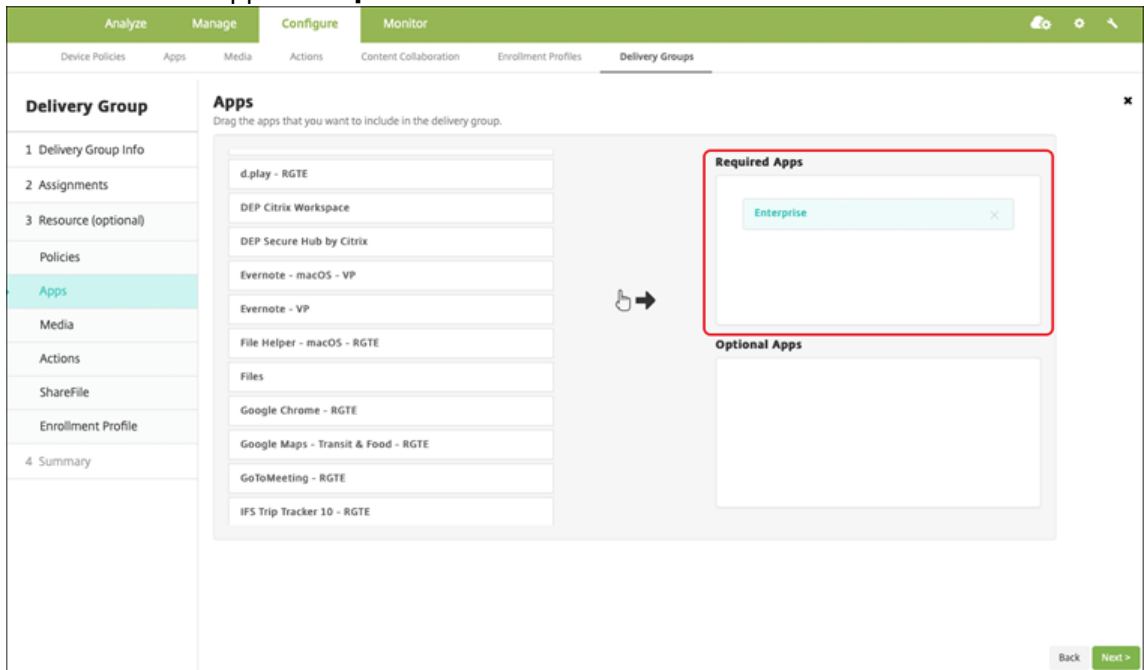 Analyze Manage Configure Monitor
Device Policies Apps Media Actions Content Collaboration Enrollment Profiles Delivery Groups
Delivery Group
1 Delivery Group Info
2 Assignments
3 Resource (optional)
Policies
Apps
Media
Actions
ShareFile
Enrollment Profile
4 Summary
Apps
Drag the apps that you want to include in the delivery group.
d.play - RGTE
DEP Citrix Workspace
DEP Secure Hub by Citrix
Evernote - macOS - VP
Evernote - VP
File Helper - macOS - RGTE
Files
Google Chrome - RGTE
Google Maps - Transit & Food - RGTE
GoToMeeting - RGTE
IFS Trip Tracker 10 - RGTE
Required Apps
Enterprise
Optional Apps
Back Next >